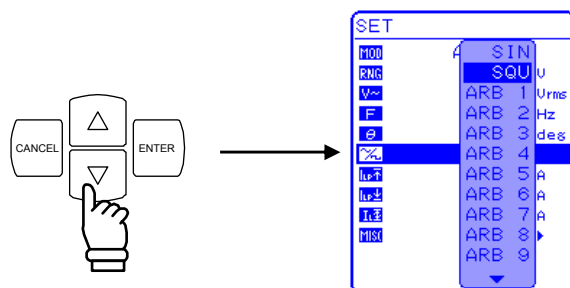 CANCEL
ENTER
SET
MOD A SIN
RNG SQU V
V~ ARB 1 Vrms
F ARB 2 Hz
θ ARB 3 deg
ARB 4
ARB 5 A
ARB 6 A
ARB 7 A
MISC ARB 8
ARB 9